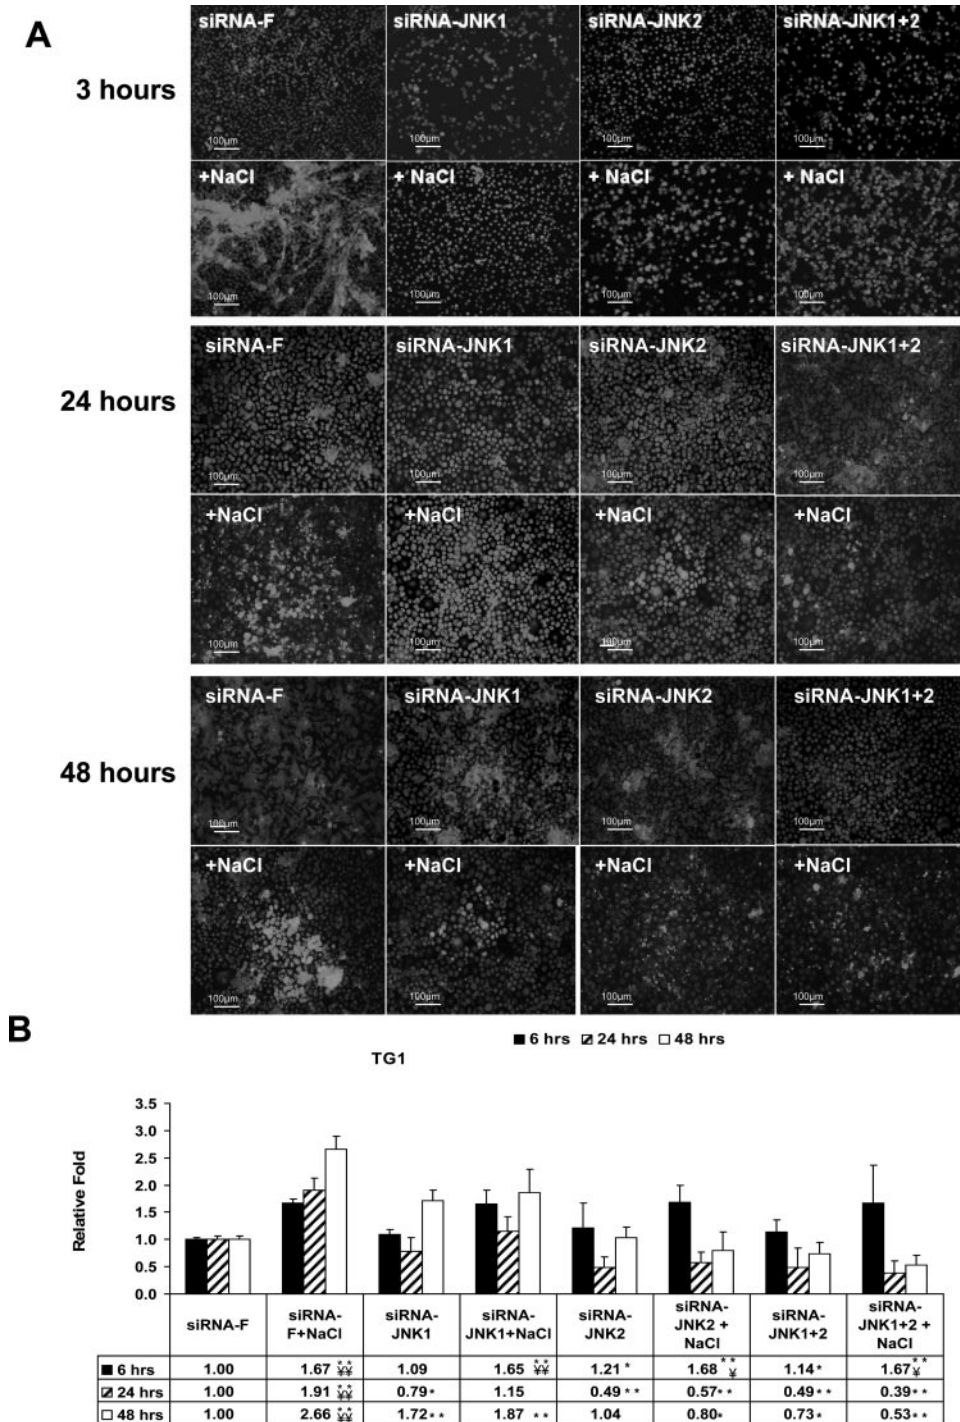 A
siRNA-F siRNA-JNK1 siRNA-JNK2 siRNA-JNK1+2
3 hours
100µm 100µm 100µm 100µm
+NaCl + NaCl + NaCl + NaCl
100µm 100µm 100µm 100µm
siRNA-F siRNA-JNK1 siRNA-JNK2 siRNA-JNK1+2
24 hours
100µm 100µm 100µm 100µm
+NaCl +NaCl +NaCl +NaCl
100µm 100µm 100µm 100µm
siRNA-F siRNA-JNK1 siRNA-JNK2 siRNA-JNK1+2
48 hours
100µm 100µm 100µm 100µm
+NaCl +NaCl +NaCl +NaCl
100µm 100µm 100µm 100µm
B
6 hrs 24 hrs 48 hrs
TG1
Relative Fold
3.5
3.0
2.5
2.0
1.5
1.0
0.5
0.0
siRNA-F
siRNA-
F+NaCl
siRNA-
JNK1
siRNA-
JNK1+NaCl
siRNA-
JNK2
siRNA-
JNK2 +
NaCl
siRNA-
JNK1+2
siRNA-
JNK1+2 +
NaCl
6 hrs 1.00 1.67 **¥¥ 1.09 1.65 **¥¥ 1.21 * 1.68 **¥ 1.14 * 1.67 **¥
24 hrs 1.00 1.91 **¥¥ 0.79 * 1.15 0.49 ** 0.57 ** 0.49 ** 0.39 **
48 hrs 1.00 2.66 **¥¥ 1.72 ** 1.87 ** 1.04 0.80 * 0.73 * 0.53 **